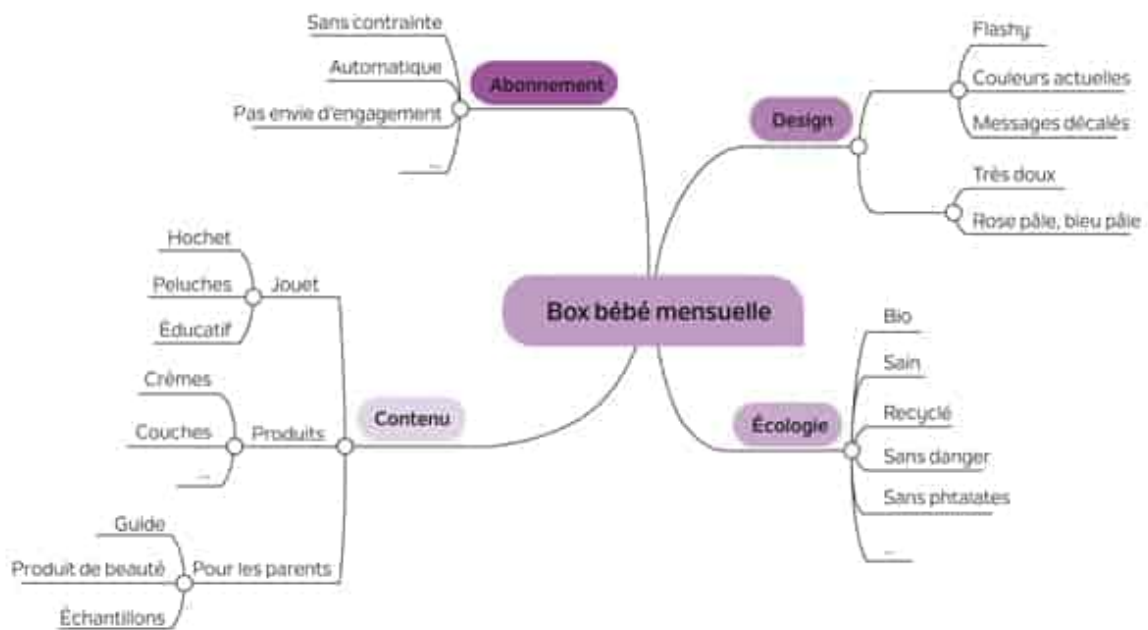 Box bébé mensuelle
Abonnement
Sans contrainte
Automatique
Pas envie d'engagement
...
Design
Flashy
Couleurs actuelles
Messages décalés
Très doux
Rose pâle, bleu pâle
Contenu
Jouet
Hochet
Peluches
Éducatif
Produits
Crèmes
Couches
...
Pour les parents
Guide
Produit de beauté
Échantillons
Écologie
Bio
Sain
Recyclé
Sans danger
Sans phtalates
...